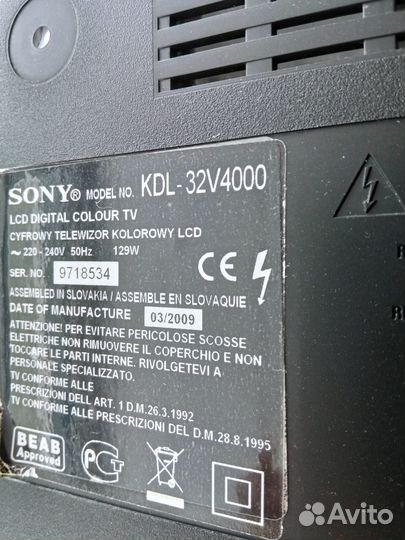 SONY® MODEL NO. KDL-32V4000
LCD DIGITAL COLOUR TV
CYFROWY TELEWIZOR KOLOROWY LCD
~ 220 - 240V 50Hz 129W
SER. NO. 9718534
CE
ASSEMBLED IN SLOVAKIA / ASSEMBLE EN SLOVAQUIE
DATE OF MANUFACTURE 03/2009
ATTENZIONE! PER EVITARE PERICOLOSE SCOSSE
ELETTRICHE NON RIMUOVERE IL COPERCHIO E NON
TOCCARE LE PARTI INTERNE. RIVOLGETEVI A
PERSONALE SPECIALIZZATO.
TV CONFORME ALLE
PRESCRIZIONI DELL ART. 1 D.M.26.3.1992
TV CONFORME ALLE PRESCRIZIONI DEL D.M.28.8.1995
BEAB
Approved
Avito